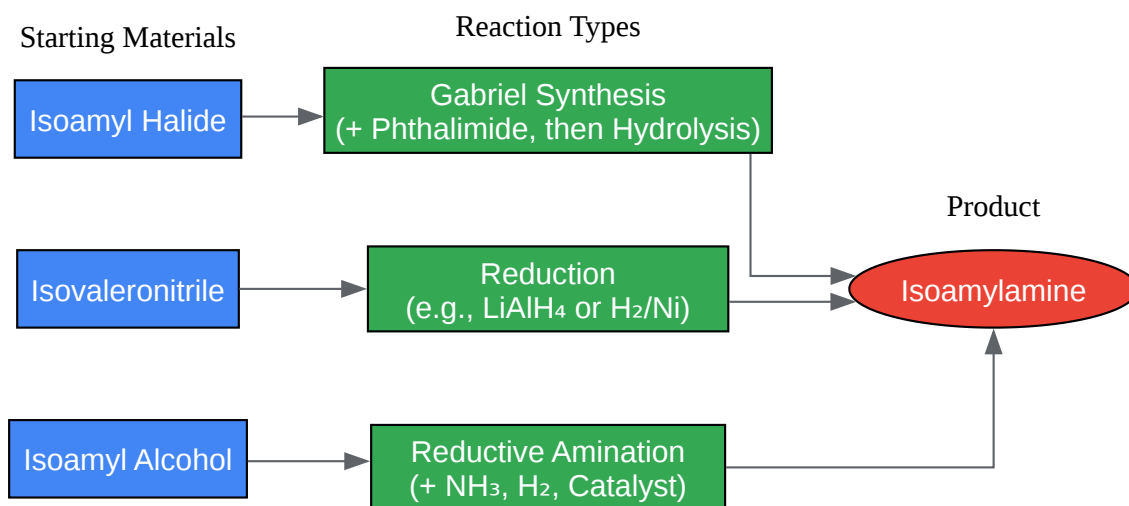 Starting Materials
Reaction Types
Isoamyl Halide
Gabriel Synthesis
(+ Phthalimide, then Hydrolysis)
Product
Isovaleronitrile
Reduction
(e.g., LiAlH₄ or H₂/Ni)
Isoamylamine
Isoamyl Alcohol
Reductive Amination
(+ NH₃, H₂, Catalyst)